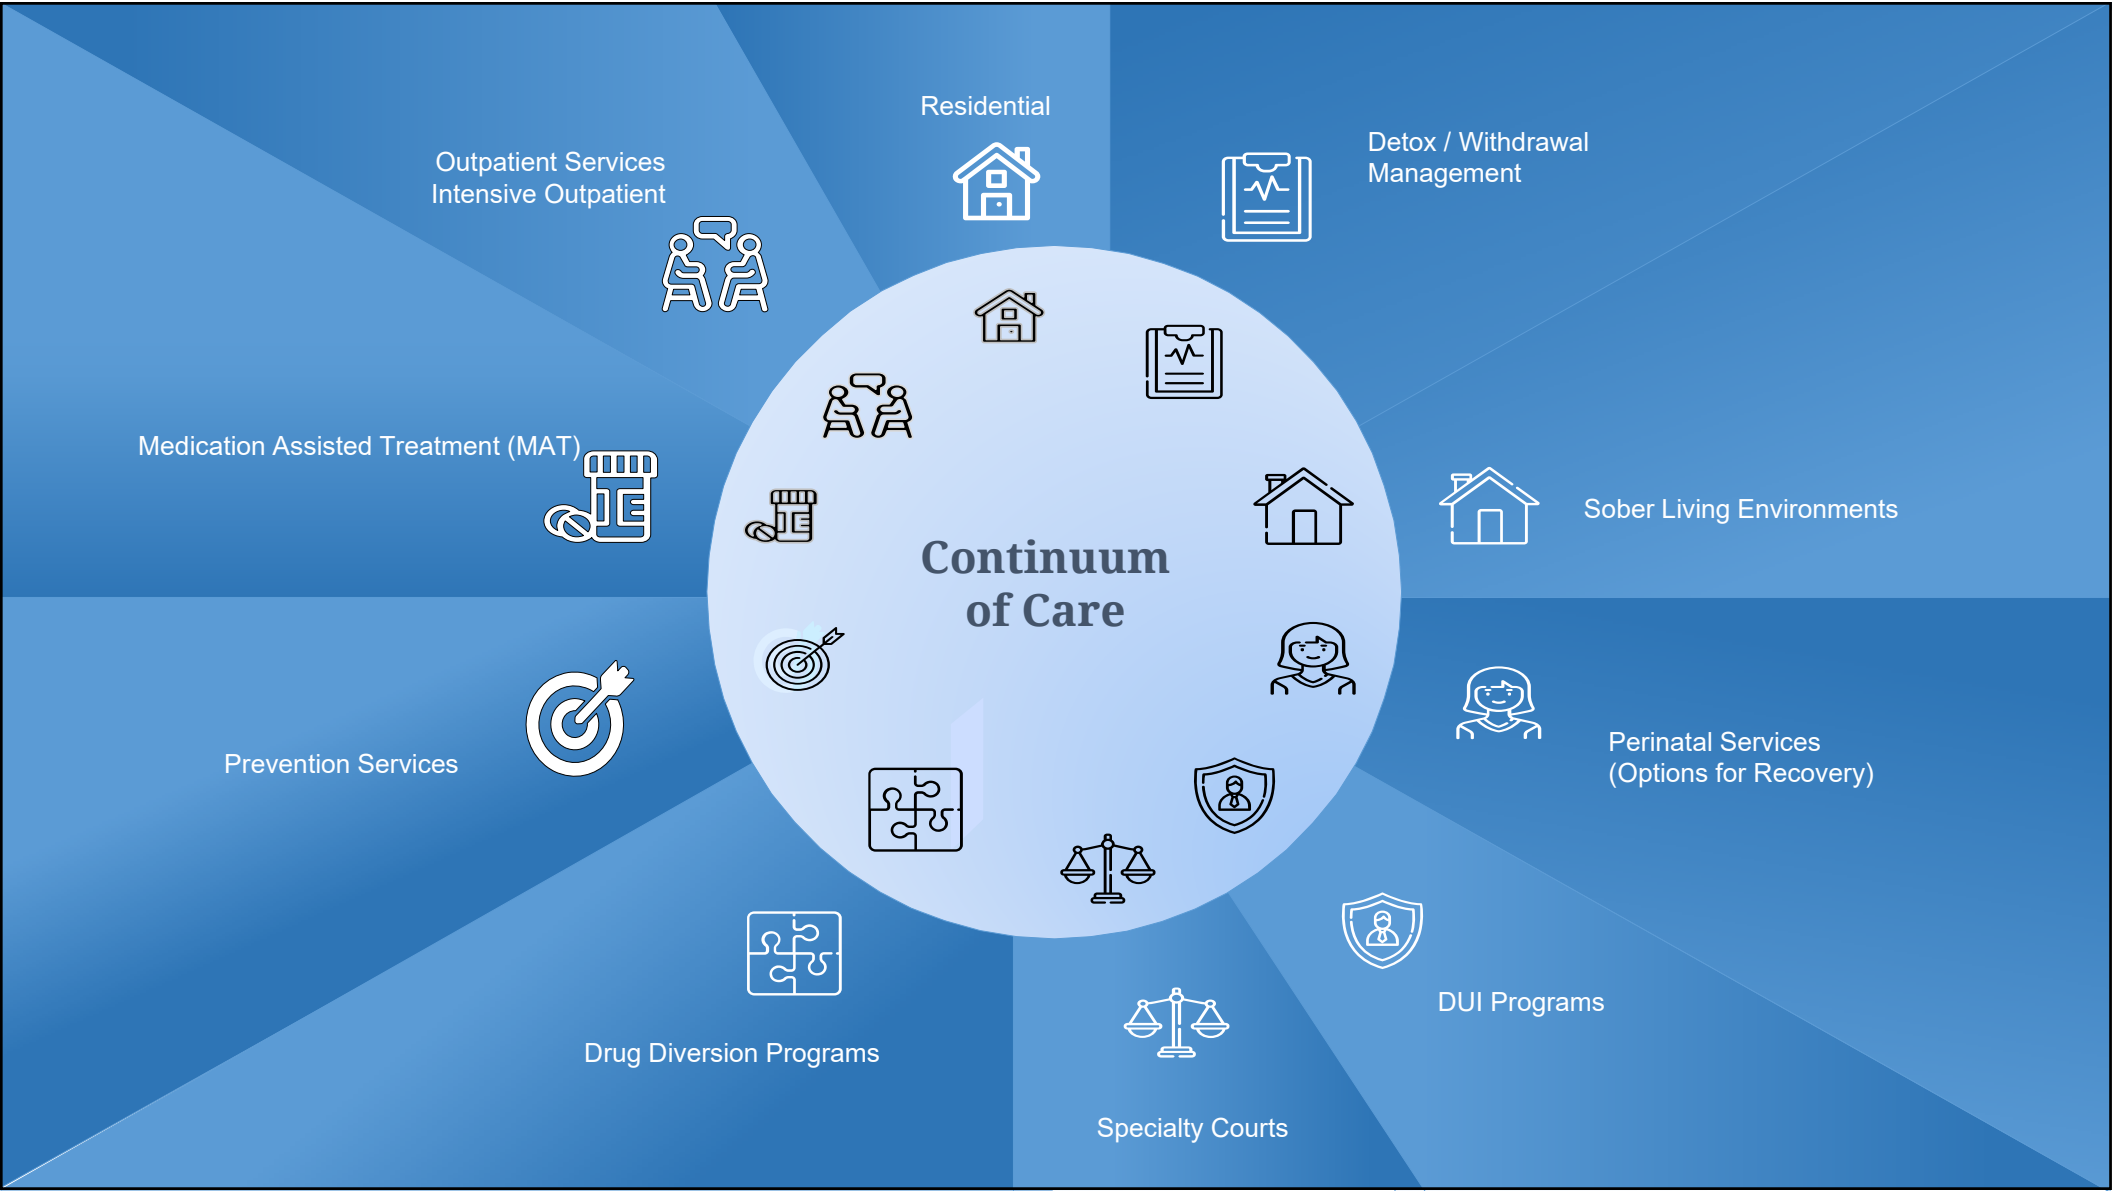 Residential
Detox / Withdrawal
Management
Outpatient Services
Intensive Outpatient
Medication Assisted Treatment (MAT)
Sober Living Environments
Continuum
of Care
Prevention Services
Perinatal Services
(Options for Recovery)
DUI Programs
Drug Diversion Programs
Specialty Courts